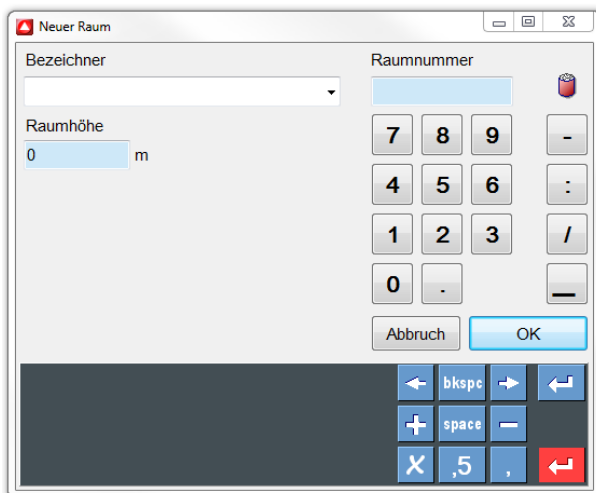 Neuer Raum
Bezeichner
Raumnummer
Raumhöhe
0 m
7 8 9 -
4 5 6 :
1 2 3 /
0 . _
Abbruch OK
bkspc
+ space -
X ,5 ,